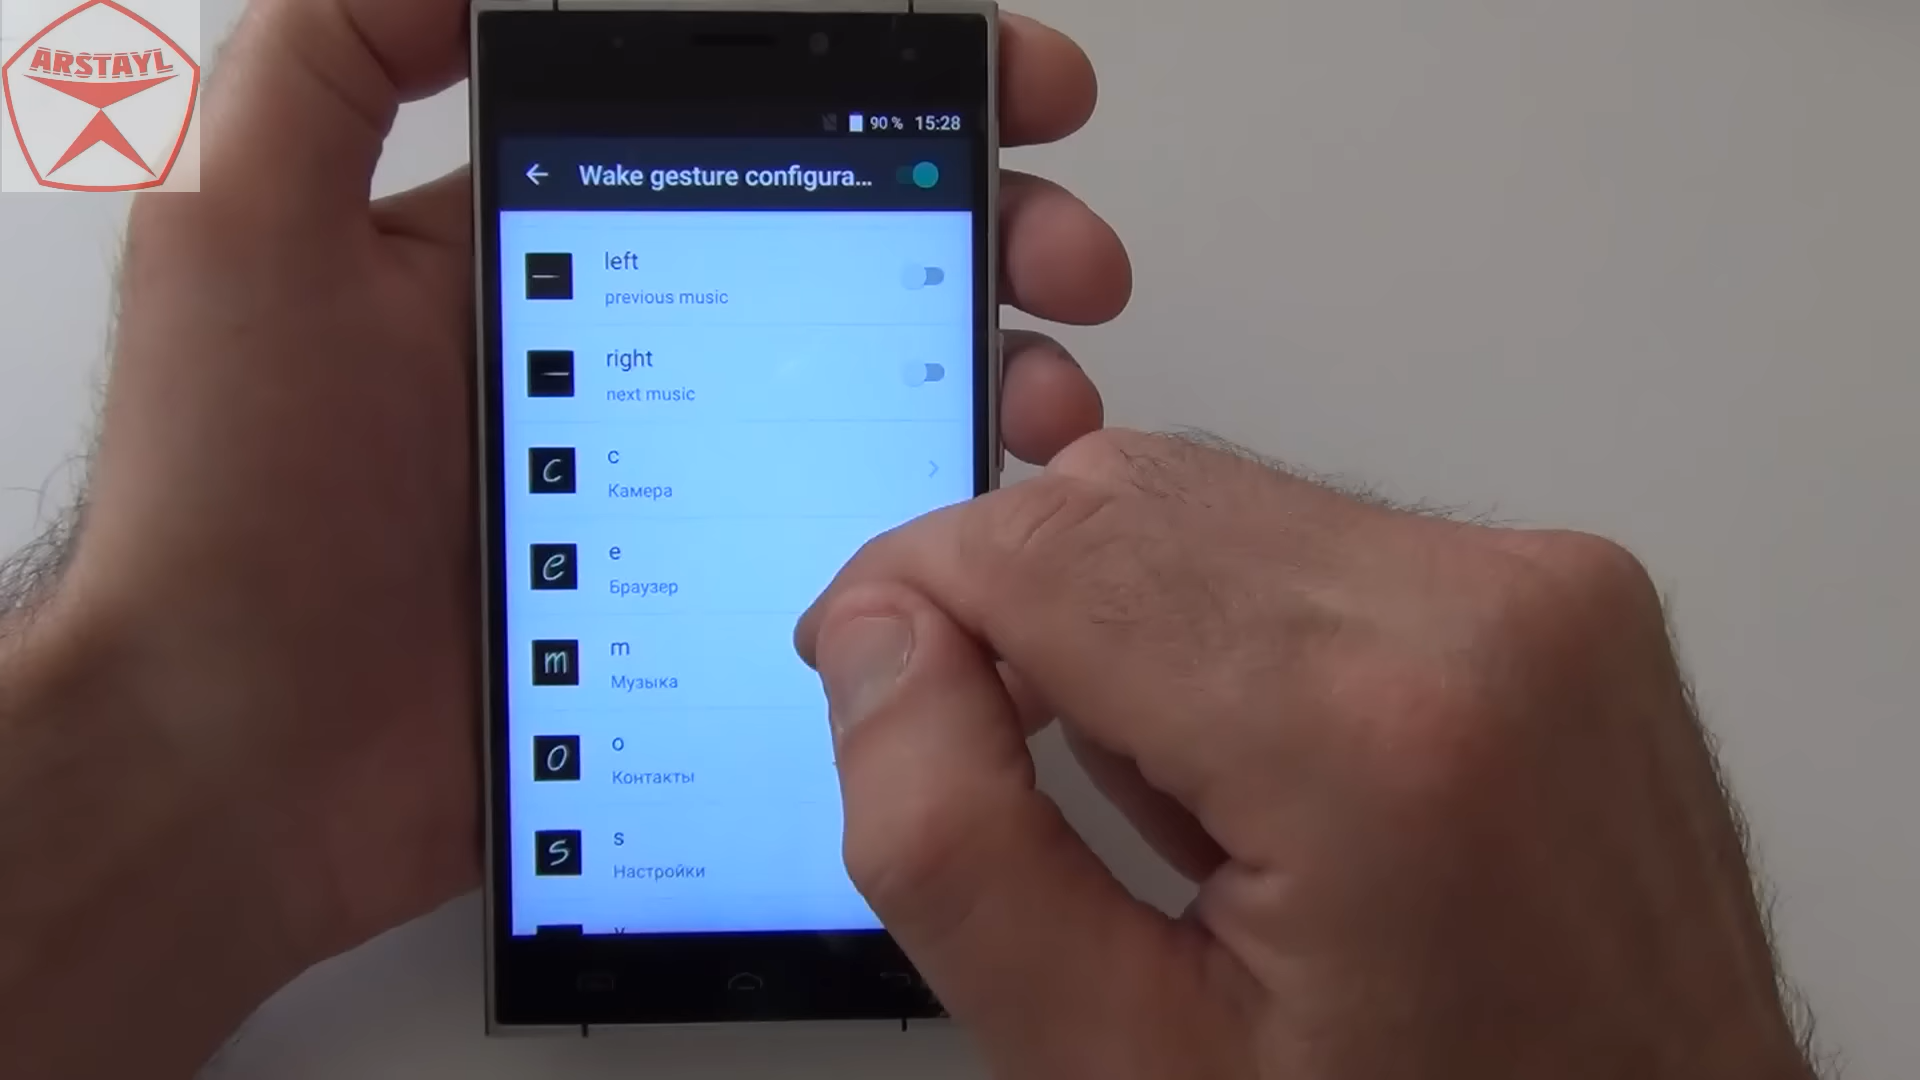 ARSTAYL
90 % 15:28
Wake gesture configura...
left
previous music
right
next music
c
c
Камера
e
e
Браузер
m
m
Музыка
o
o
Контакты
s
s
Настройки